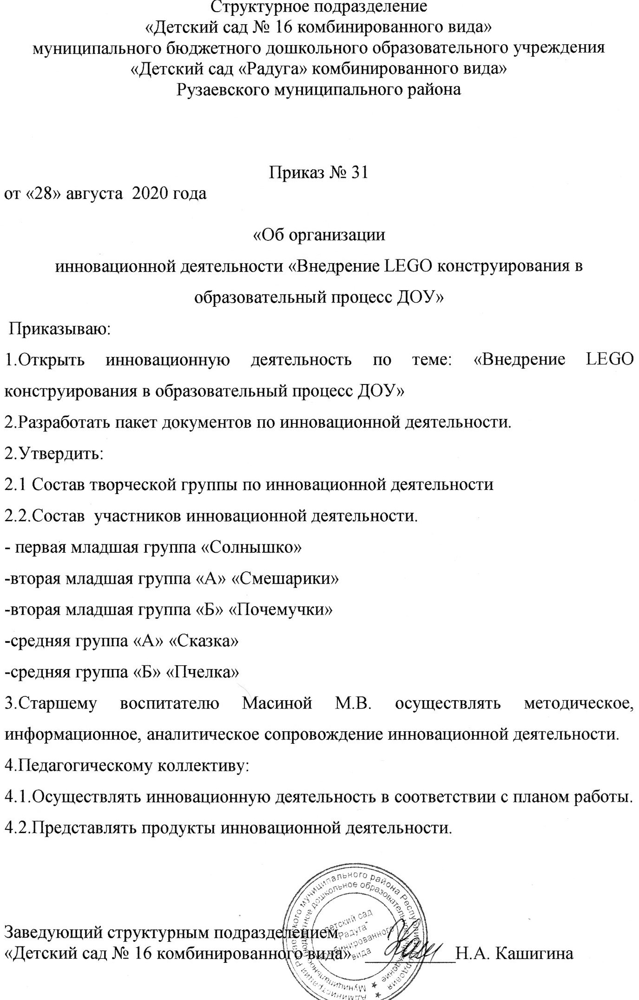 Структурное подразделение
«Детский сад № 16 комбинированного вида»
муниципального бюджетного дошкольного образовательного учреждения
«Детский сад «Радуга» комбинированного вида»
Рузаевского муниципального района
Приказ № 31
от «28» августа  2020 года
«Об организации
инновационной деятельности «Внедрение LEGO конструирования в
образовательный процесс ДОУ»
Приказываю:
1.Открыть инновационную деятельность по теме: «Внедрение LEGO
конструирования в образовательный процесс ДОУ»
2.Разработать пакет документов по инновационной деятельности.
2.Утвердить:
2.1 Состав творческой группы по инновационной деятельности
2.2.Состав  участников инновационной деятельности.
- первая младшая группа «Солнышко»
-вторая младшая группа «А» «Смешарики»
-вторая младшая группа «Б» «Почемучки»
-средняя группа «А» «Сказка»
-средняя группа «Б» «Пчелка»
3.Старшему воспитателю Масиной М.В. осуществлять методическое,
информационное, аналитическое сопровождение инновационной деятельности.
4.Педагогическому коллективу:
4.1.Осуществлять инновационную деятельность в соответствии с планом работы.
4.2.Представлять продукты инновационной деятельности.
Заведующий структурным подразделением
«Детский сад № 16 комбинированного вида» __________Н.А. Кашигина
муниципального района Республики Мордовия
Муниципальное бюджетное дошкольное образовательное учреждение
детский сад
"Радуга"
комбинированного
вида